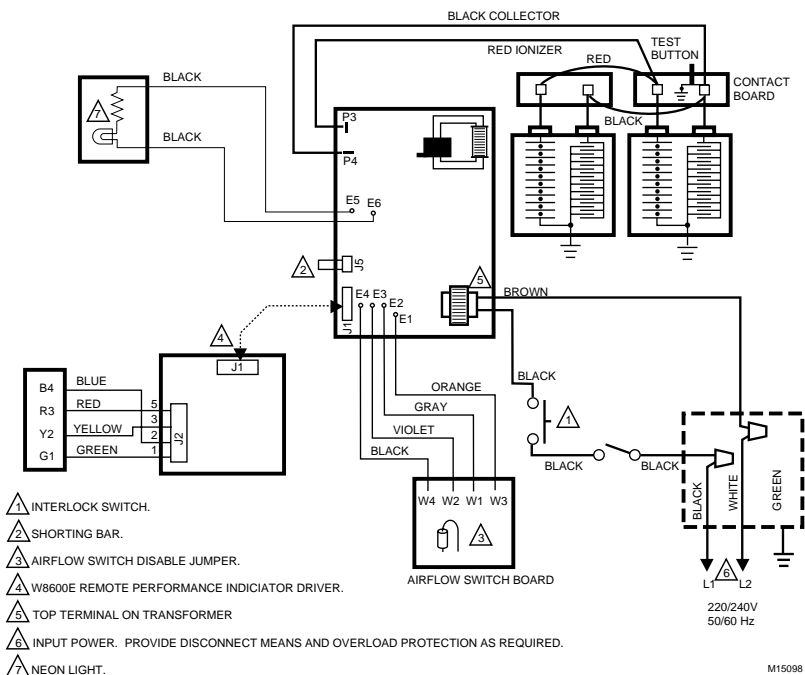 BLACK COLLECTOR
RED IONIZER
TEST
BUTTON
RED
CONTACT
BOARD
BLACK
BLACK
7
BLACK
P3
P4
E5
E6
2
J5
5
BROWN
E4
E3
E2
E1
J1
4
J1
BLACK
ORANGE
GRAY
VIOLET
BLACK
1
B4
BLUE
R3
RED
5
3
Y2
YELLOW
2
G1
GREEN
1
J2
BLACK
BLACK
BLACK
WHITE
GREEN
W4
W2
W1
W3
3
AIRFLOW SWITCH BOARD
L1
6
L2
220/240V
50/60 Hz
1 INTERLOCK SWITCH.
2 SHORTING BAR.
3 AIRFLOW SWITCH DISABLE JUMPER.
4 W8600E REMOTE PERFORMANCE INDICIATOR DRIVER.
5 TOP TERMINAL ON TRANSFORMER
6 INPUT POWER. PROVIDE DISCONNECT MEANS AND OVERLOAD PROTECTION AS REQUIRED.
7 NEON LIGHT.
M15098